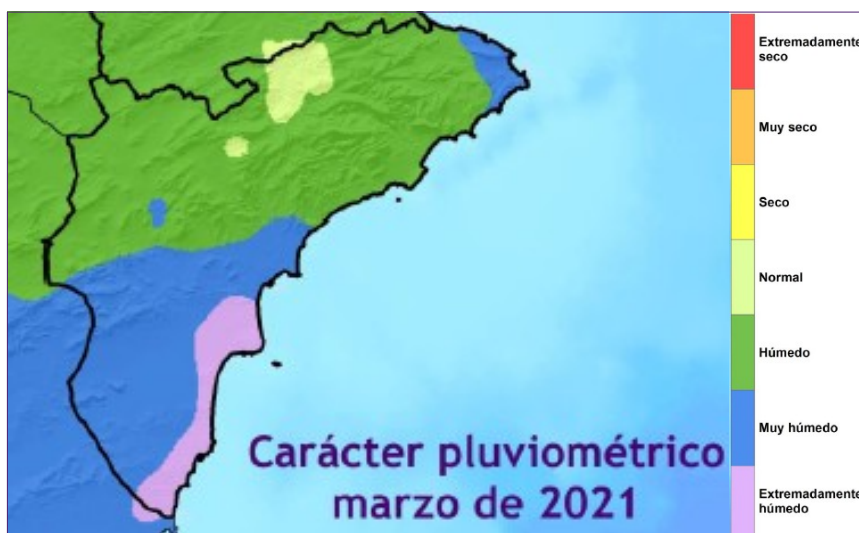 Extremadamente
seco
Muy seco
Seco
Normal
Húmedo
Muy húmedo
Extremadamente
húmedo
Carácter pluviométrico
marzo de 2021